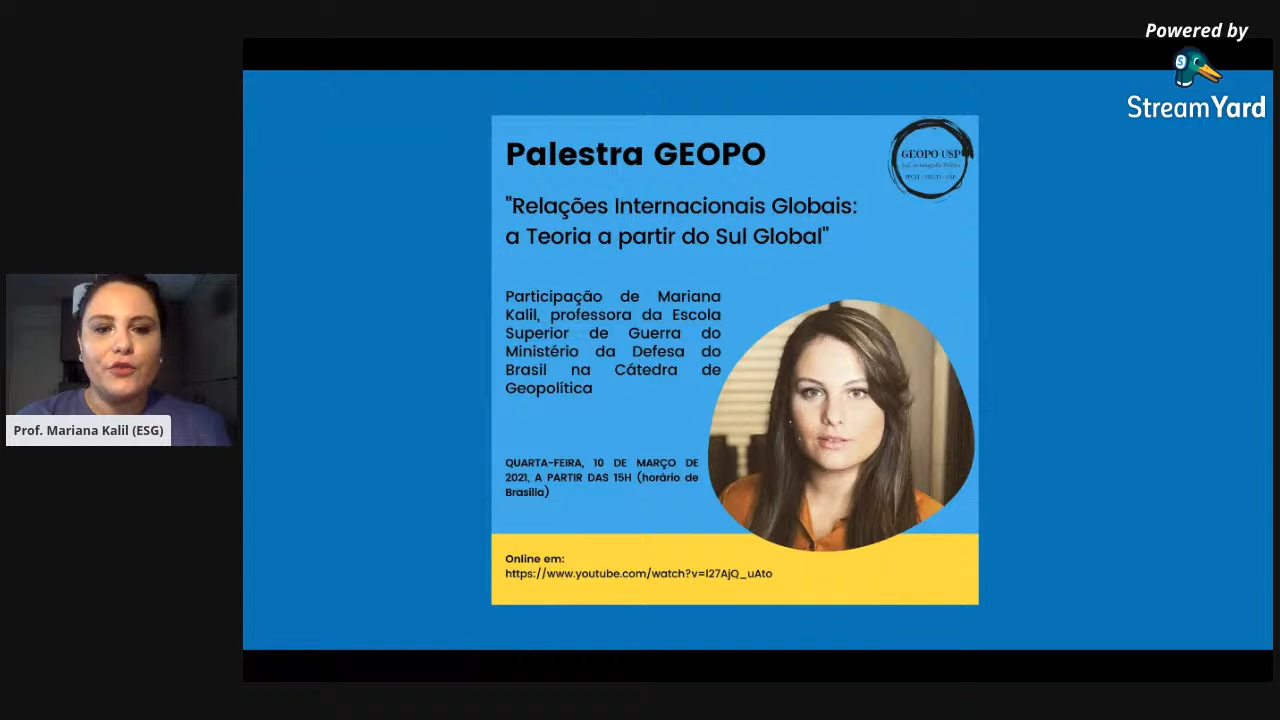 Powered by
StreamYard
Palestra GEOPO
GEOPO USP
"Relações Internacionais Globais:
a Teoria a partir do Sul Global"
Participação de Mariana
Kalil, professora da Escola
Superior de Guerra do
Ministério da Defesa do
Brasil na Cátedra de
Geopolítica
QUARTA-FEIRA, 10 DE MARÇO DE
2021, A PARTIR DAS 15H (horário de
Brasília)
Online em:
https://www.youtube.com/watch?v=I27AjQ_uAto
Prof. Mariana Kalil (ESG)